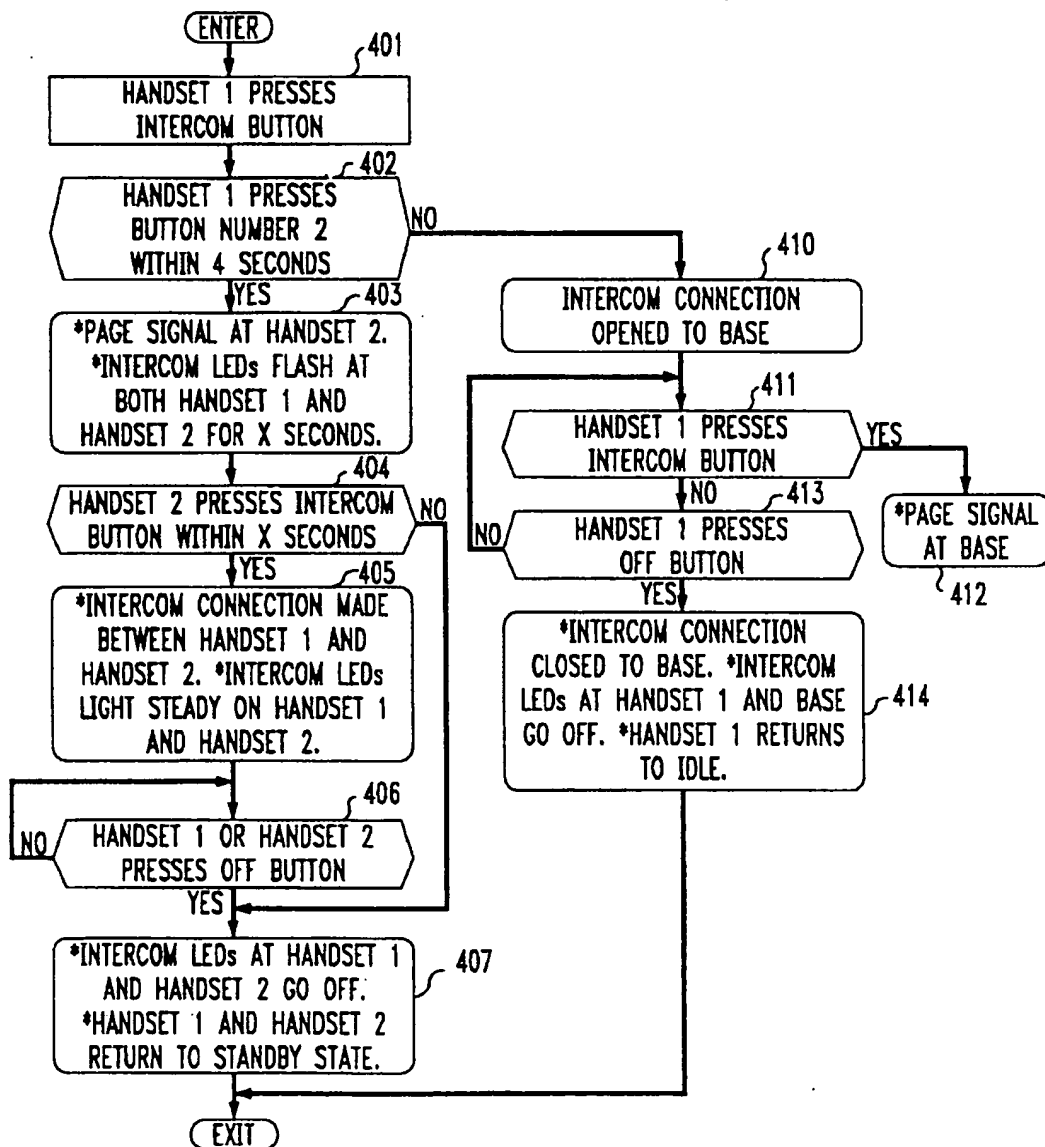 ENTER
401
HANDSET 1 PRESSES
INTERCOM BUTTON
402
HANDSET 1 PRESSES
BUTTON NUMBER 2
WITHIN 4 SECONDS
NO
YES
403
*PAGE SIGNAL AT HANDSET 2.
*INTERCOM LEDs FLASH AT
BOTH HANDSET 1 AND
HANDSET 2 FOR X SECONDS.
404
HANDSET 2 PRESSES INTERCOM
BUTTON WITHIN X SECONDS
NO
YES
405
*INTERCOM CONNECTION MADE
BETWEEN HANDSET 1 AND
HANDSET 2. *INTERCOM LEDs
LIGHT STEADY ON HANDSET 1
AND HANDSET 2.
406
HANDSET 1 OR HANDSET 2
PRESSES OFF BUTTON
NO
YES
*INTERCOM LEDs AT HANDSET 1
AND HANDSET 2 GO OFF.
*HANDSET 1 AND HANDSET 2
RETURN TO STANDBY STATE.
407
EXIT
410
INTERCOM CONNECTION
OPENED TO BASE
411
HANDSET 1 PRESSES
INTERCOM BUTTON
YES
NO
*PAGE SIGNAL
AT BASE
412
413
HANDSET 1 PRESSES
OFF BUTTON
NO
YES
*INTERCOM CONNECTION
CLOSED TO BASE. *INTERCOM
LEDs AT HANDSET 1 AND BASE
GO OFF. *HANDSET 1 RETURNS
TO IDLE.
414